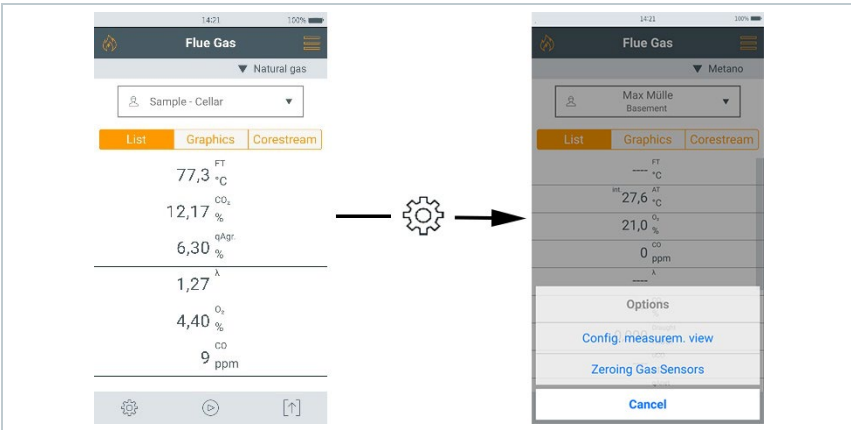 14:21 100%
Flue Gas
▼ Natural gas
Sample - Cellar ▼
List Graphics Corestream
77,3 FT °C
12,17 CO₂ %
6,30 qAgr. %
1,27 λ
4,40 O₂ %
9 CO ppm
14:21 100%
Flue Gas
▼ Metano
Max Mülle ▼
Basement
List Graphics Corestream
---- FT °C
Int. 27,6 AT °C
21,0 O₂ %
0 CO ppm
---- λ
Options
Config. measurem. view
Zeroing Gas Sensors
Cancel